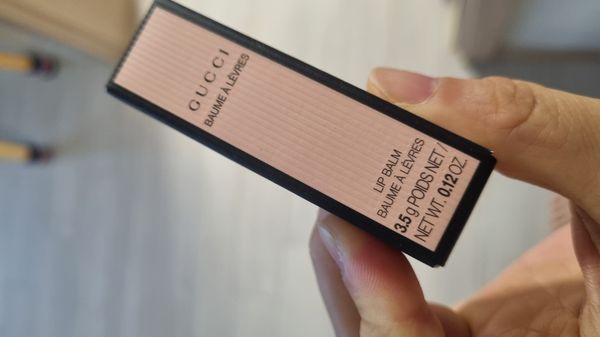 GUCCI
BAUME À LÈVRES
LIP BALM
BAUME À LÈVRES
3.5 g POIDS NET /
NET WT. 0.12 OZ.